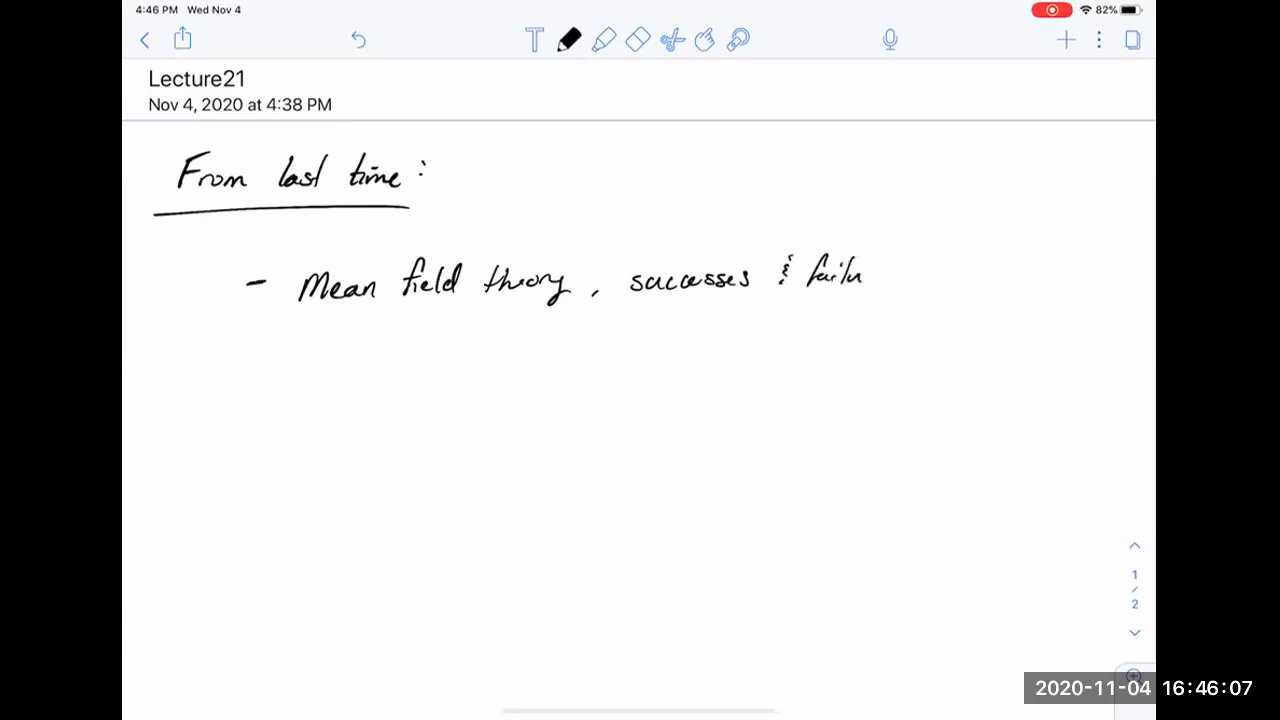 4:46 PM Wed Nov 4 82%
Lecture21
Nov 4, 2020 at 4:38 PM
From last time :
- Mean field theory, successes & failu
1
/
2
2020-11-04 16:46:07